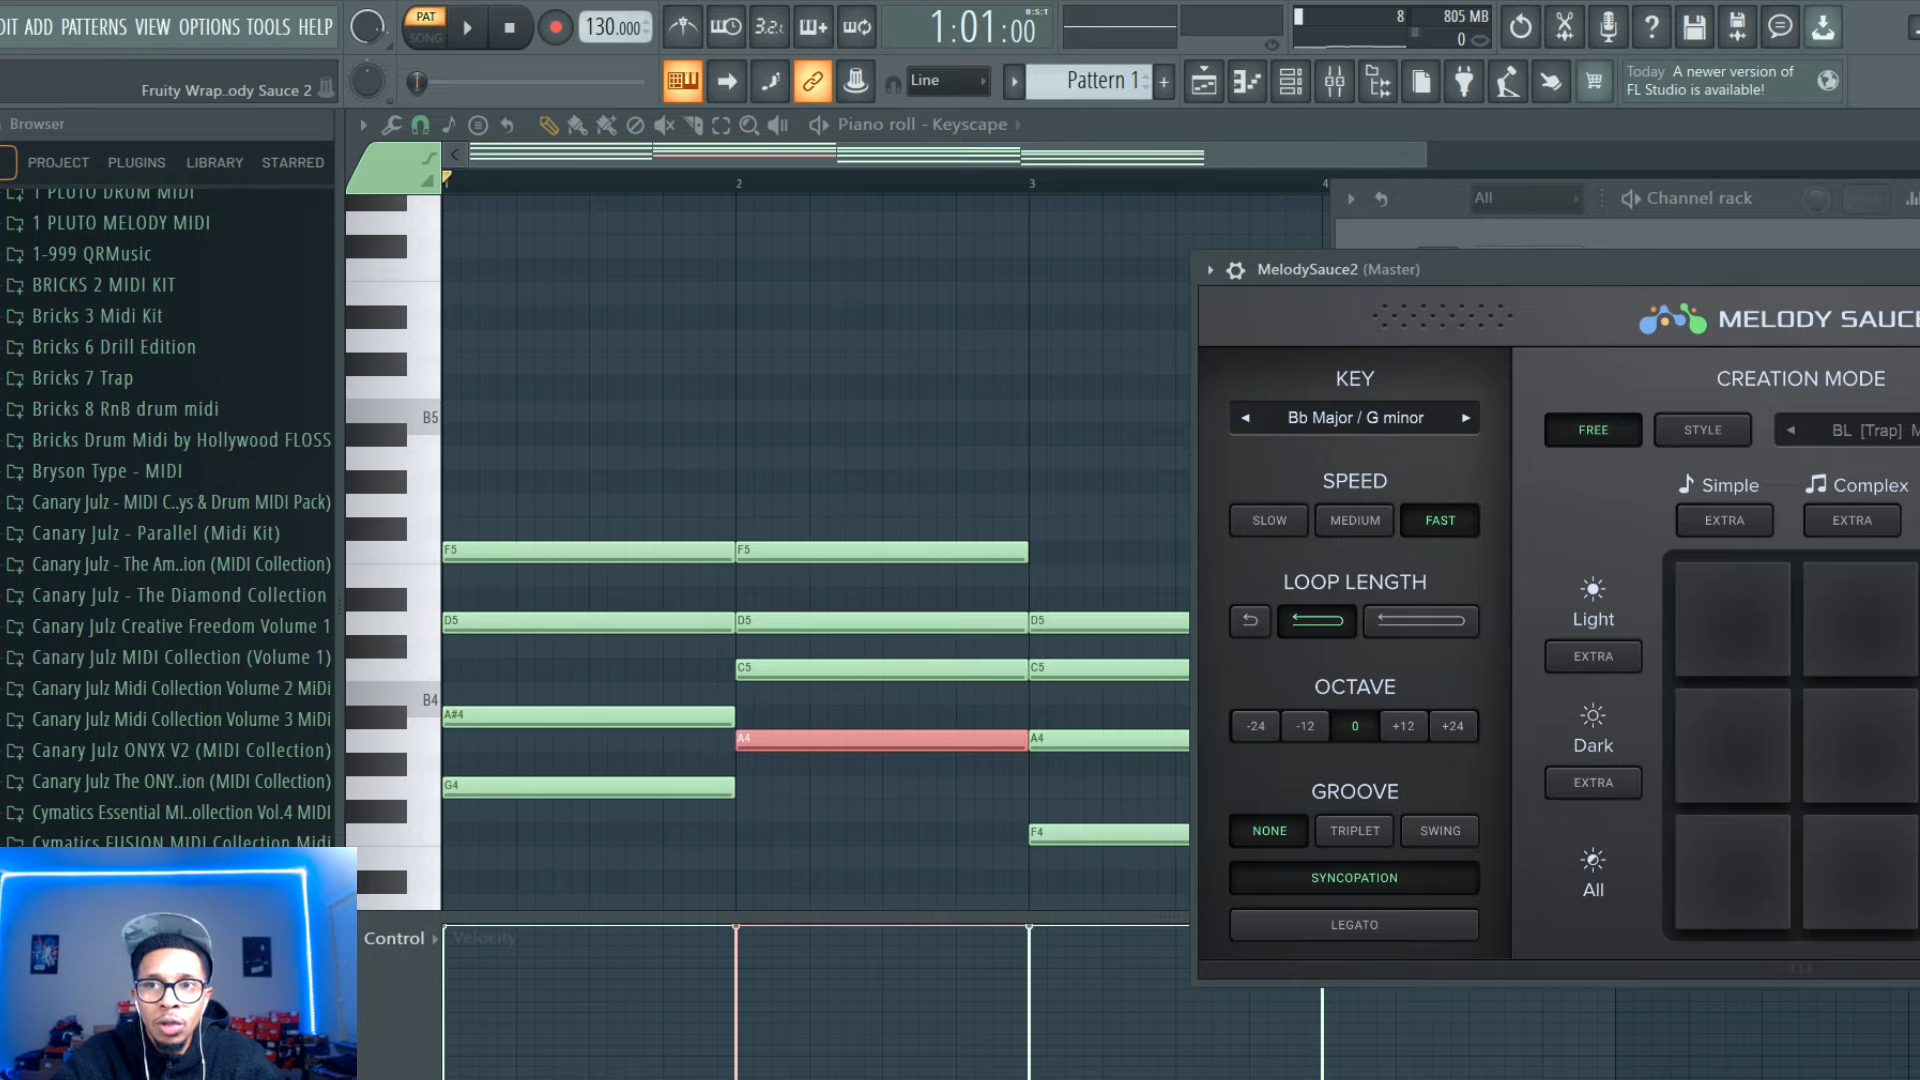 DIT ADD PATTERNS VIEW OPTIONS TOOLS HELP
PAT
SONG
130.000
3.2.
1:01:00
B:S:T
8
805 MB
0
Fruity Wrap..ody Sauce 2
Line
Pattern 1
Today A newer version of
FL Studio is available!
Browser
Piano roll - Keyscape
PROJECT PLUGINS LIBRARY STARRED
1 PLUTO DRUM MIDI
1 PLUTO MELODY MIDI
1-999 QRMusic
BRICKS 2 MIDI KIT
Bricks 3 Midi Kit
Bricks 6 Drill Edition
Bricks 7 Trap
Bricks 8 RnB drum midi
Bricks Drum Midi by Hollywood FLOSS
Bryson Type - MIDI
Canary Julz - MIDI C..ys & Drum MIDI Pack)
Canary Julz - Parallel (Midi Kit)
Canary Julz - The Am..ion (MIDI Collection)
Canary Julz - The Diamond Collection
Canary Julz Creative Freedom Volume 1
Canary Julz MIDI Collection (Volume 1)
Canary Julz Midi Collection Volume 2 MiDi
Canary Julz Midi Collection Volume 3 MiDi
Canary Julz ONYX V2 (MIDI Collection)
Canary Julz The ONY..ion (MIDI Collection)
Cymatics Essential MI..ollection Vol.4 MIDI
Cymatics FUSION MIDI Collection Midi
2
3
4
B5
B4
F5
F5
D5
D5
D5
C5
C5
A#4
A4
A4
G4
F4
Control
Velocity
All
Channel rack
MelodySauce2 (Master)
MELODY SAUCE
KEY
Bb Major / G minor
SPEED
SLOW
MEDIUM
FAST
LOOP LENGTH
OCTAVE
-24
-12
0
+12
+24
GROOVE
NONE
TRIPLET
SWING
SYNCOPATION
LEGATO
CREATION MODE
FREE
STYLE
BL [Trap] M
Simple
Complex
EXTRA
EXTRA
Light
EXTRA
Dark
EXTRA
All